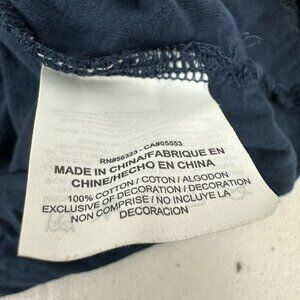 RN#56323 - CA#05553
MADE IN CHINA/FABRIQUE EN
CHINE/HECHO EN CHINA
100% COTTON / COTON / ALGODON
EXCLUSIVE OF DECORATION / DECORATION
NON COMPRISE / NO INCLUYE LA
DECORACION